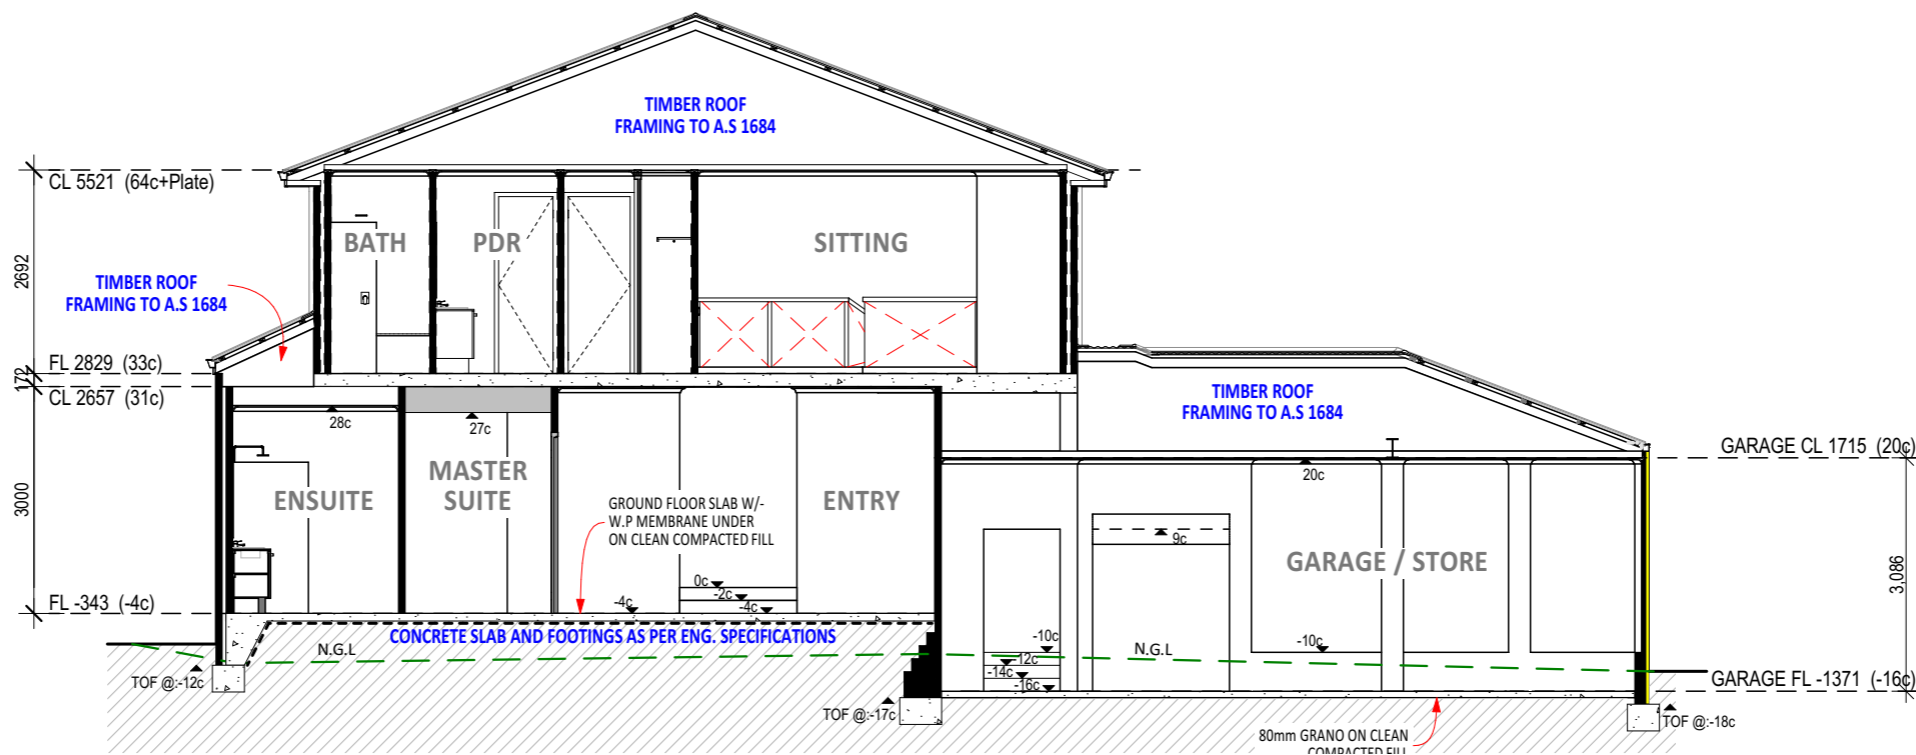 TIMBER ROOF
FRAMING TO A.S 1684
CL 5521 (64c+Plate)
2692
BATH
PDR
SITTING
TIMBER ROOF
FRAMING TO A.S 1684
FL 2829 (33c)
172
CL 2657 (31c)
TIMBER ROOF
FRAMING TO A.S 1684
28c
27c
GARAGE CL 1715 (20c)
20c
3000
ENSUITE
MASTER
SUITE
GROUND FLOOR SLAB W/-
W.P MEMBRANE UNDER
ON CLEAN COMPACTED FILL
ENTRY
9c
GARAGE / STORE
3,086
0c
-2c
-4c
-4c
FL -343 (-4c)
CONCRETE SLAB AND FOOTINGS AS PER ENG. SPECIFICATIONS
N.G.L
-10c
-12c
-14c
-16c
N.G.L
-10c
GARAGE FL -1371 (-16c)
TOF @:-12c
TOF @:-17c
TOF @:-18c
80mm GRANO ON CLEAN
COMPACTED FILL